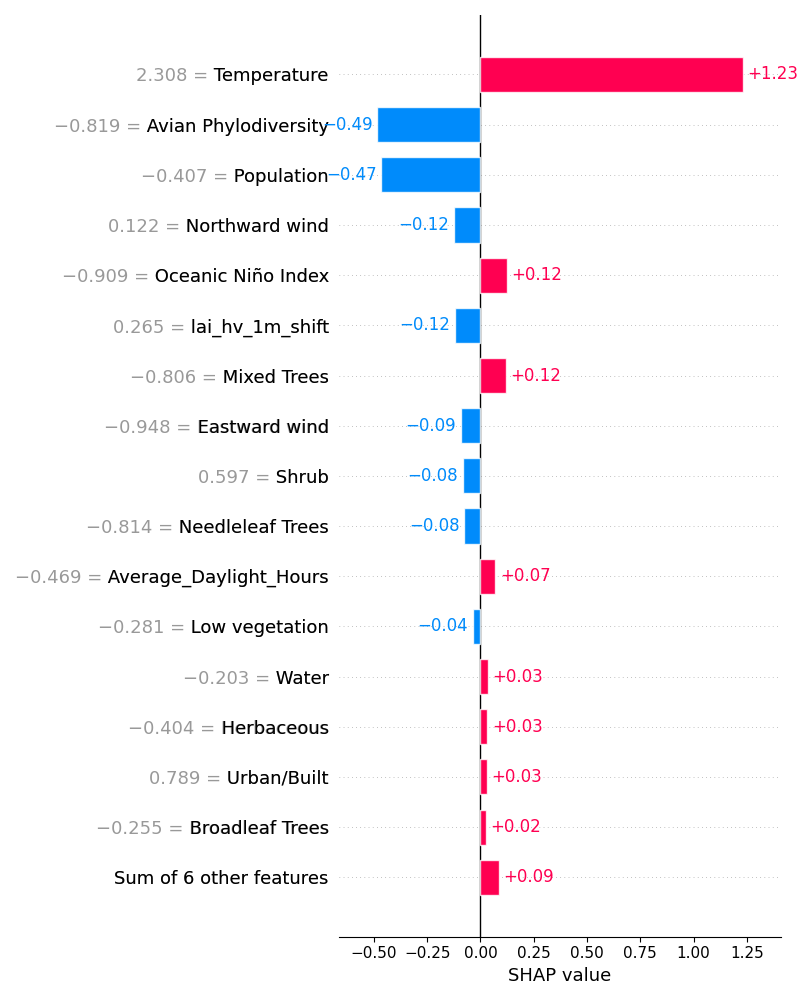 2.308 = Temperature +1.23
−0.819 = Avian Phylodiversity −0.49
−0.407 = Population −0.47
0.122 = Northward wind −0.12
−0.909 = Oceanic Niño Index +0.12
0.265 = lai_hv_1m_shift −0.12
−0.806 = Mixed Trees +0.12
−0.948 = Eastward wind −0.09
0.597 = Shrub −0.08
−0.814 = Needleleaf Trees −0.08
−0.469 = Average_Daylight_Hours +0.07
−0.281 = Low vegetation −0.04
−0.203 = Water +0.03
−0.404 = Herbaceous +0.03
0.789 = Urban/Built +0.03
−0.255 = Broadleaf Trees +0.02
Sum of 6 other features +0.09
−0.50 −0.25 0.00 0.25 0.50 0.75 1.00 1.25
SHAP value